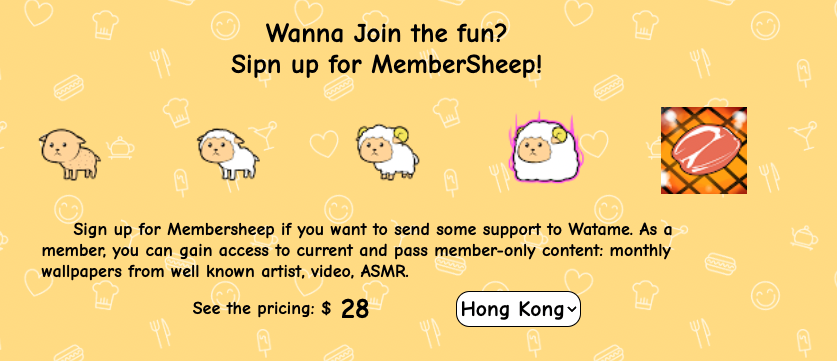 Wanna Join the fun?
Sipn up for MemberSheep!
Sign up for Membersheep if you want to send some support to Watame. As a
member, you can gain access to current and pass member-only content: monthly
wallpapers from well known artist, video, ASMR.
See the pricing: $ 28 Hong Kong